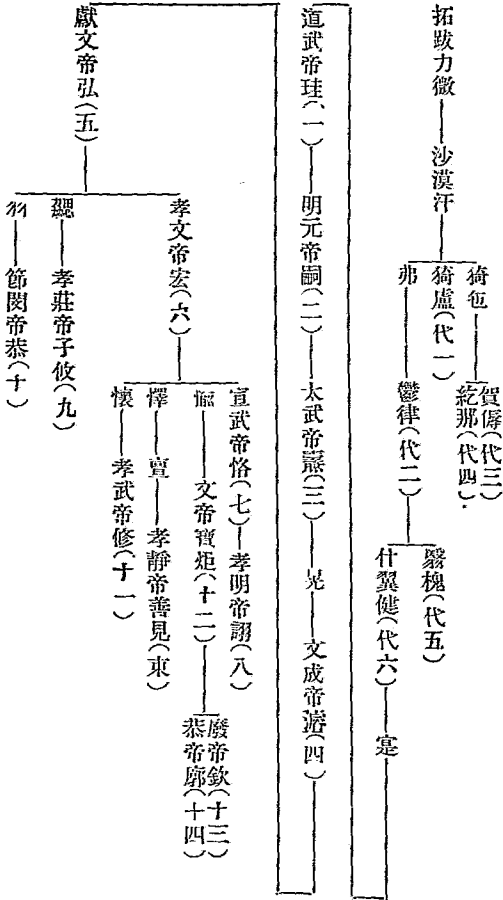 拓跋力微
沙漠汗
猗㐌
賀傉(代三)
紇那(代四)
猗盧(代一)
弗
鬱律(代二)
翳槐(代五)
什翼健(代六)
寔
道武帝珪(一)
明元帝嗣(二)
太武帝燾(三)
晃
文成帝濬(四)
獻文帝弘(五)
孝文帝宏(六)
宣武帝恪(七)
孝明帝詡(八)
愉
文帝寶炬(十二)
廢帝欽(十三)
恭帝廓(十四)
懌
亶
孝靜帝善見(東)
懷
孝武帝修(十一)
勰
孝莊帝子攸(九)
羽
節閔帝恭(十)